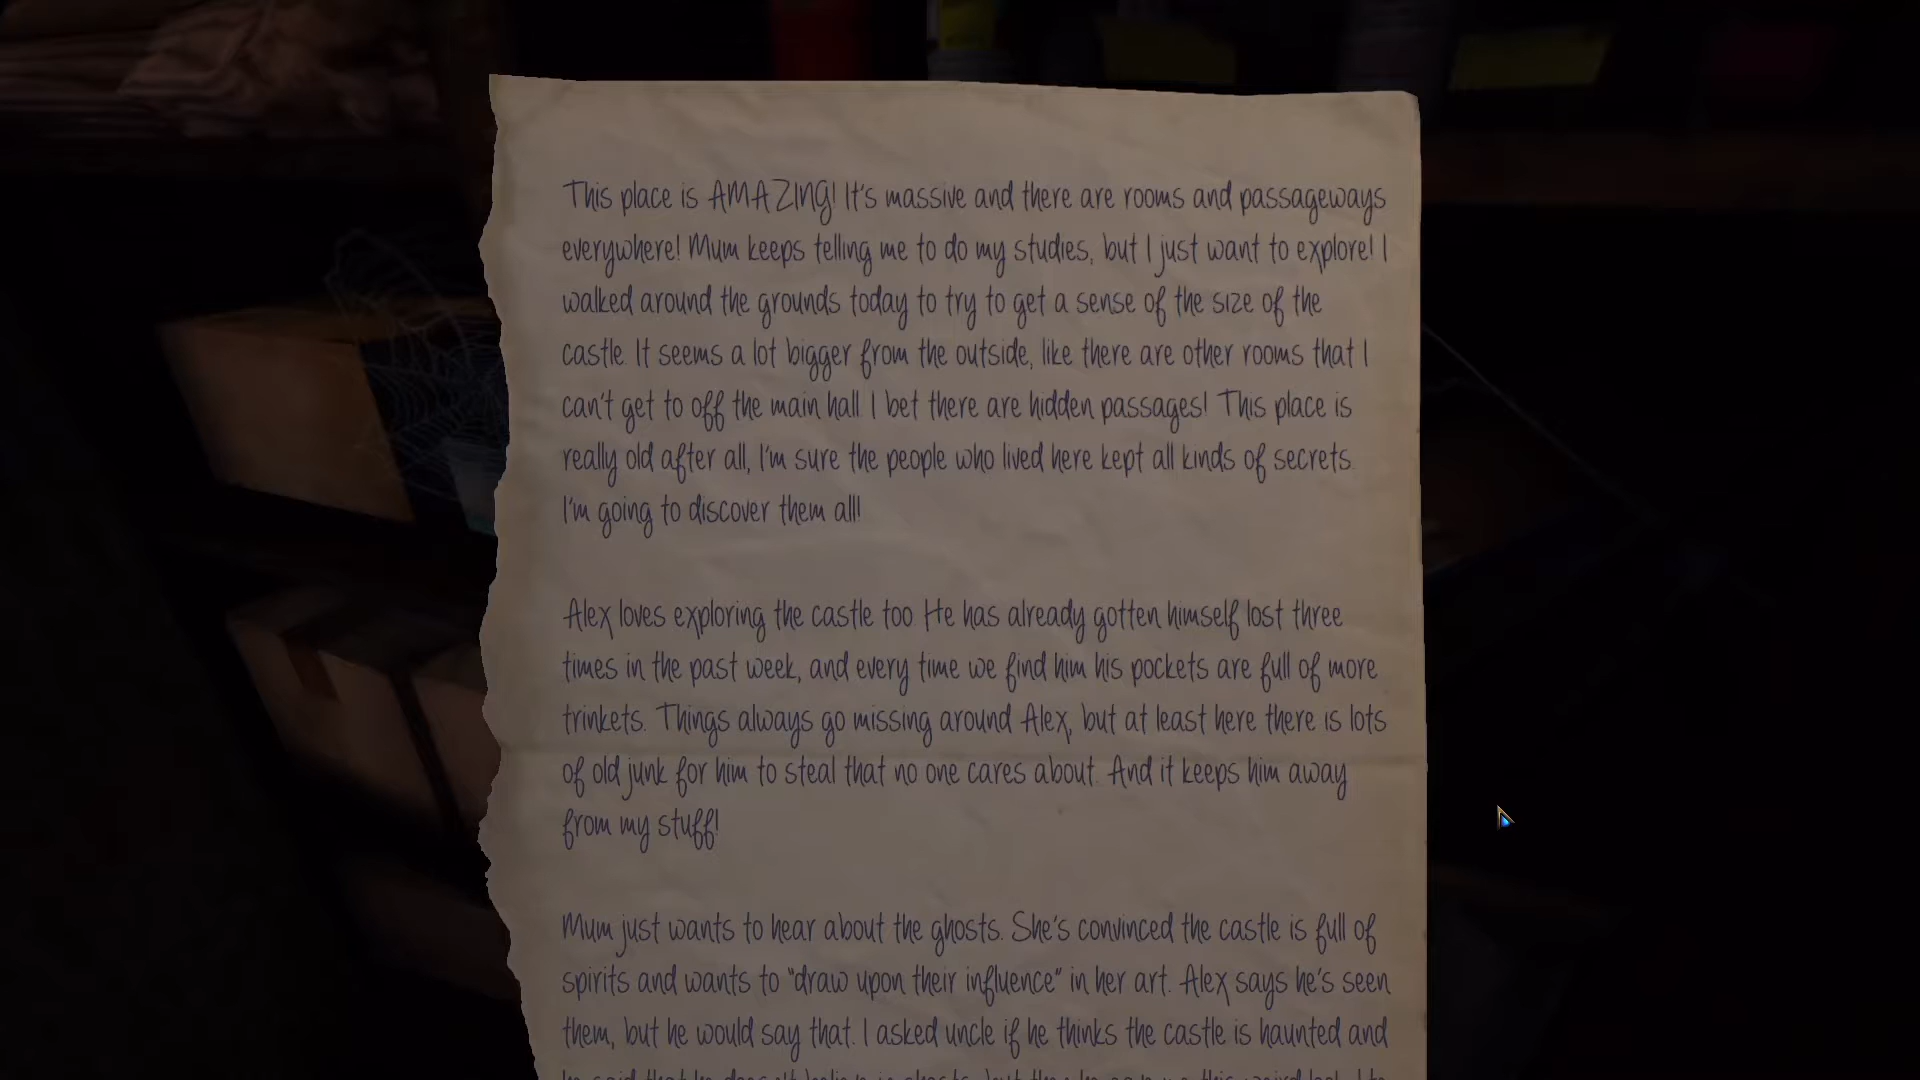 This place is AMAZING! It's massive and there are rooms and passageways
everywhere! Mum keeps telling me to do my studies, but I just want to explore! I
walked around the grounds today to try to get a sense of the size of the
castle. It seems a lot bigger from the outside, like there are other rooms that I
can't get to off the main hall. I bet there are hidden passages! This place is
really old after all, I'm sure the people who lived here kept all kinds of secrets.
I'm going to discover them all!
Alex loves exploring the castle too. He has already gotten himself lost three
times in the past week, and every time we find him his pockets are full of more
trinkets. Things always go missing around Alex, but at least here there is lots
of old junk for him to steal that no one cares about. And it keeps him away
from my stuff!
Mum just wants to hear about the ghosts. She's convinced the castle is full of
spirits and wants to "draw upon their influence" in her art. Alex says he's seen
them, but he would say that. I asked uncle if he thinks the castle is haunted and